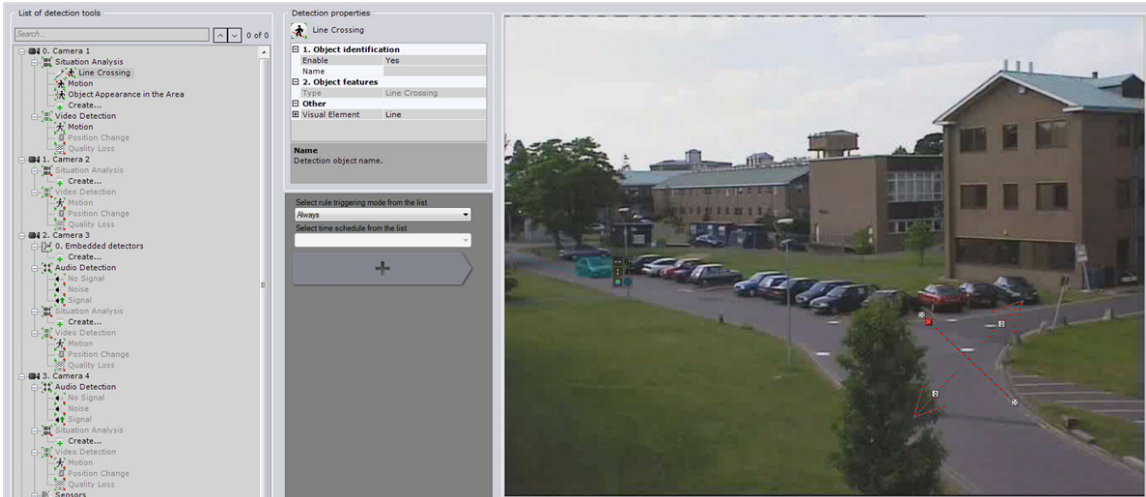 List of detection tools
Search...
0 of 0
0. Camera 1
Situation Analysis
Line Crossing
Motion
Object Appearance in the Area
Create...
Video Detection
Motion
Position Change
Quality Loss
1. Camera 2
Situation Analysis
Create...
Video Detection
Motion
Position Change
Quality Loss
2. Camera 3
0. Embedded detectors
Create...
Audio Detection
No Signal
Noise
Signal
Situation Analysis
Create...
Video Detection
Motion
Position Change
Quality Loss
3. Camera 4
Audio Detection
No Signal
Noise
Signal
Situation Analysis
Create...
Video Detection
Motion
Position Change
Quality Loss
Sensors
Detection properties
Line Crossing
1. Object identification
Enable Yes
Name
2. Object features
Type Line Crossing
Other
Visual Element Line
Name
Detection object name.
Select rule triggering mode from the list
Always
Select time schedule from the list